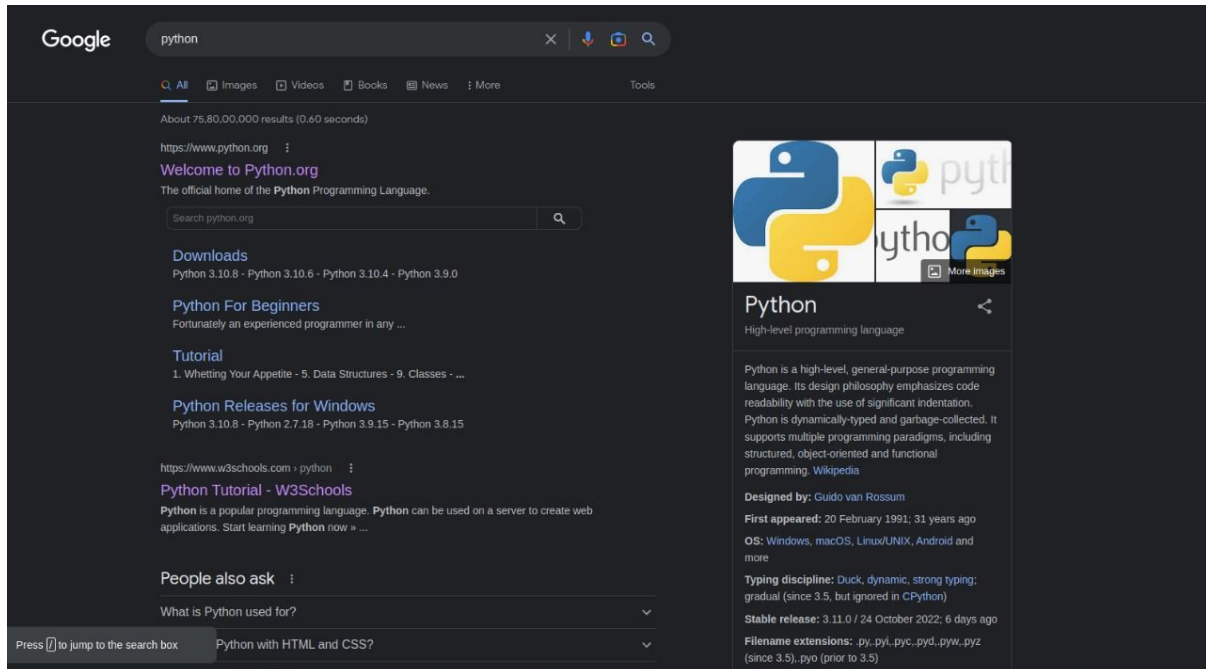 Google
python
All Images Videos Books News More Tools
About 75,80,00,000 results (0.60 seconds)
https://www.python.org
Welcome to Python.org
The official home of the Python Programming Language.
Search python.org
Downloads
Python 3.10.8 - Python 3.10.6 - Python 3.10.4 - Python 3.9.0
Python For Beginners
Fortunately an experienced programmer in any ...
Tutorial
1. Whetting Your Appetite - 5. Data Structures - 9. Classes - ...
Python Releases for Windows
Python 3.10.8 - Python 2.7.18 - Python 3.9.15 - Python 3.8.15
https://www.w3schools.com › python
Python Tutorial - W3Schools
Python is a popular programming language. Python can be used on a server to create web
applications. Start learning Python now » ...
People also ask
What is Python used for?
Python with HTML and CSS?
Press / to jump to the search box
pyth
ytho
More images
Python
High-level programming language
Python is a high-level, general-purpose programming
language. Its design philosophy emphasizes code
readability with the use of significant indentation.
Python is dynamically-typed and garbage-collected. It
supports multiple programming paradigms, including
structured, object-oriented and functional
programming. Wikipedia
Designed by: Guido van Rossum
First appeared: 20 February 1991; 31 years ago
OS: Windows, macOS, Linux/UNIX, Android and
more
Typing discipline: Duck, dynamic, strong typing;
gradual (since 3.5, but ignored in CPython)
Stable release: 3.11.0 / 24 October 2022; 6 days ago
Filename extensions: .py,.pyi,.pyc,.pyd,.pyw,.pyz
(since 3.5),.pyo (prior to 3.5)